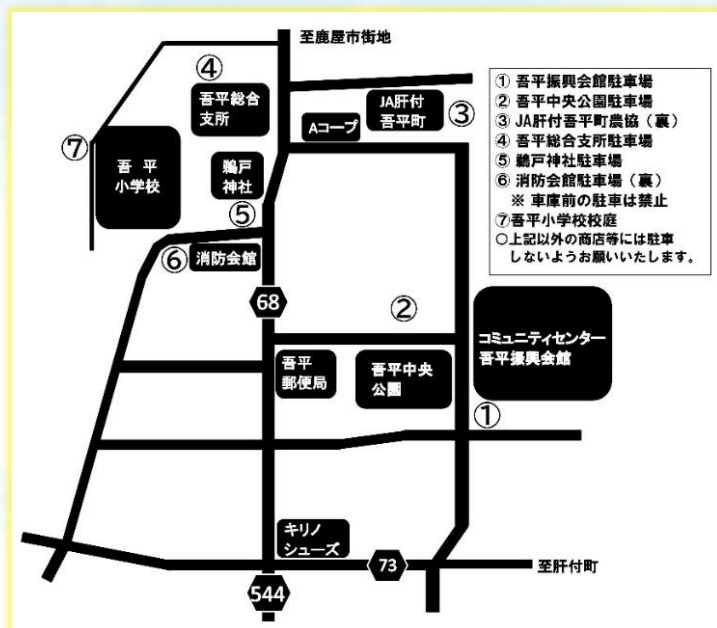 至鹿屋市街地
④
吾平総合
支所
JA肝付
吾平町
③
Aコープ
⑦
吾 平
小学校
鵜戸
神社
⑤
⑥
消防会館
68
②
コミュニティセンター
吾平振興会館
吾平
郵便局
吾平中央
公園
①
キリノ
シューズ
73
至肝付町
544
① 吾平振興会館駐車場
② 吾平中央公園駐車場
③ JA肝付吾平町農協（裏）
④ 吾平総合支所駐車場
⑤ 鵜戸神社駐車場
⑥ 消防会館駐車場（裏）
※ 車庫前の駐車は禁止
⑦吾平小学校校庭
○上記以外の商店等には駐車
しないようお願いいたします。